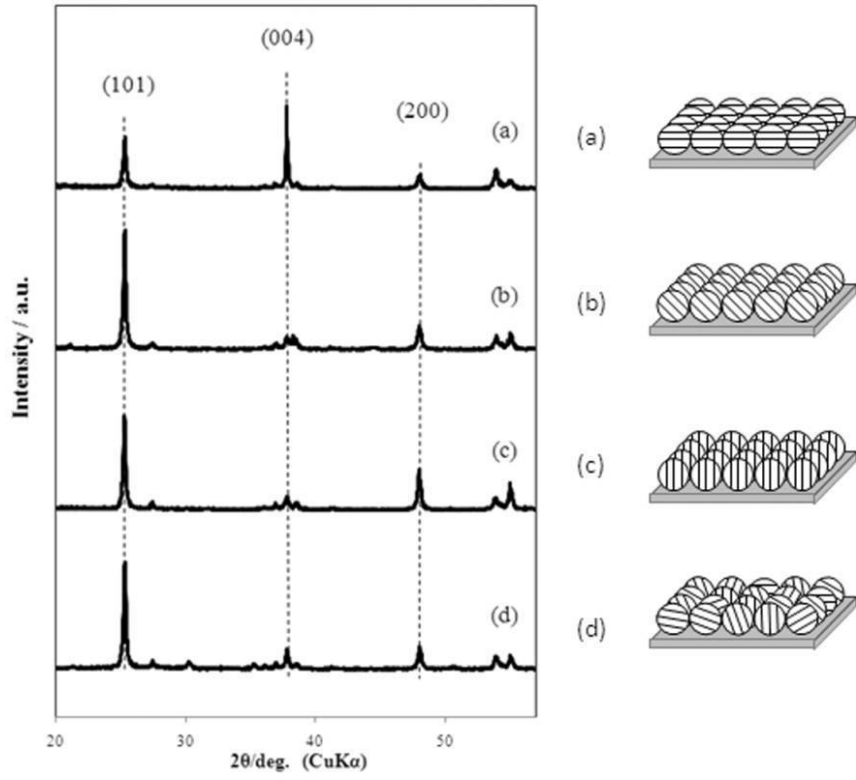 (004)
(101)
(200)
(a)
(b)
(c)
(d)
Intensity / a.u.
20
30
40
50
2θ/deg. (CuKα)
(a)
(b)
(c)
(d)